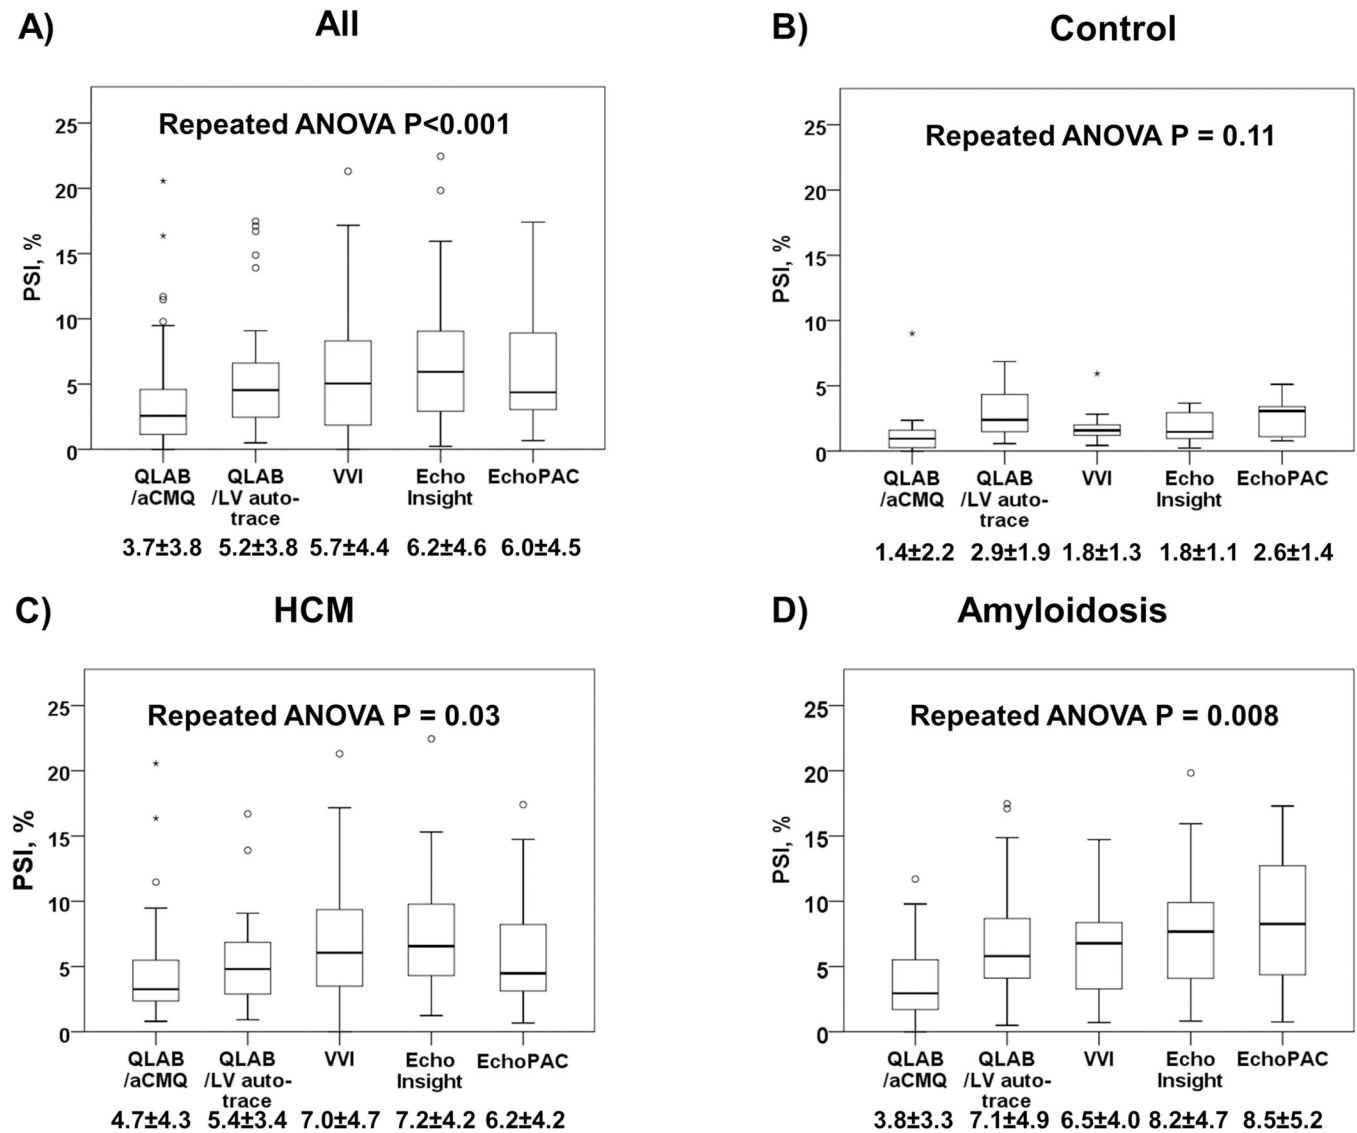 A)
All
Repeated ANOVA P<0.001
PSI, %
25
20
15
10
5
0
QLAB
/aCMQ
QLAB
/LV auto-
trace
VVI
Echo
Insight
EchoPAC
3.7±3.8 5.2±3.8 5.7±4.4 6.2±4.6 6.0±4.5
B)
Control
Repeated ANOVA P = 0.11
PSI, %
25
20
15
10
5
0
QLAB
/aCMQ
QLAB
/LV auto-
trace
VVI
Echo
Insight
EchoPAC
1.4±2.2 2.9±1.9 1.8±1.3 1.8±1.1 2.6±1.4
C)
HCM
Repeated ANOVA P = 0.03
PSI, %
25
20
15
10
5
0
QLAB
/aCMQ
QLAB
/LV auto-
trace
VVI
Echo
Insight
EchoPAC
4.7±4.3 5.4±3.4 7.0±4.7 7.2±4.2 6.2±4.2
D)
Amyloidosis
Repeated ANOVA P = 0.008
PSI, %
25
20
15
10
5
0
QLAB
/aCMQ
QLAB
/LV auto-
trace
VVI
Echo
Insight
EchoPAC
3.8±3.3 7.1±4.9 6.5±4.0 8.2±4.7 8.5±5.2